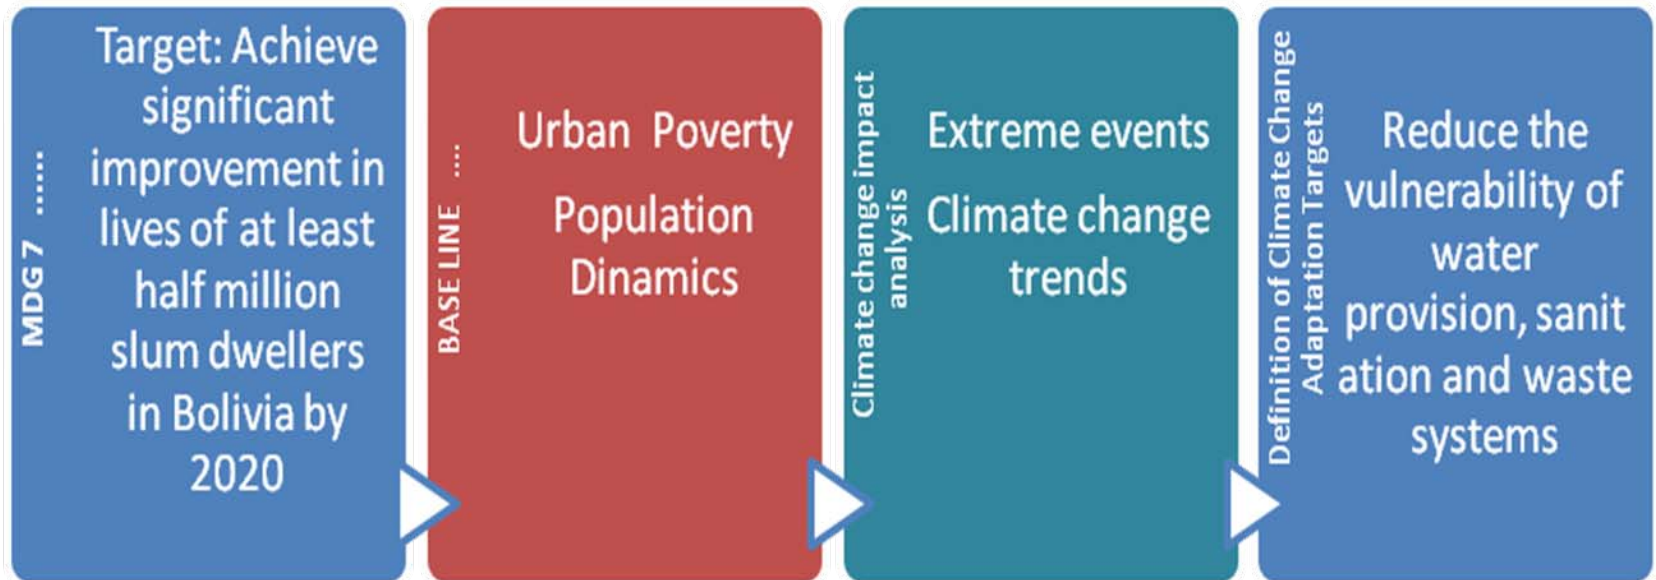 MDG 7 ......
Target: Achieve
significant
improvement in
lives of at least
half million
slum dwellers
in Bolivia by
2020
BASE LINE ....
Urban Poverty
Population
Dinamics
Climate change impact
analysis
Extreme events
Climate change
trends
Definition of Climate Change
Adaptation Targets
Reduce the
vulnerability of
water
provision, sanit
ation and waste
systems